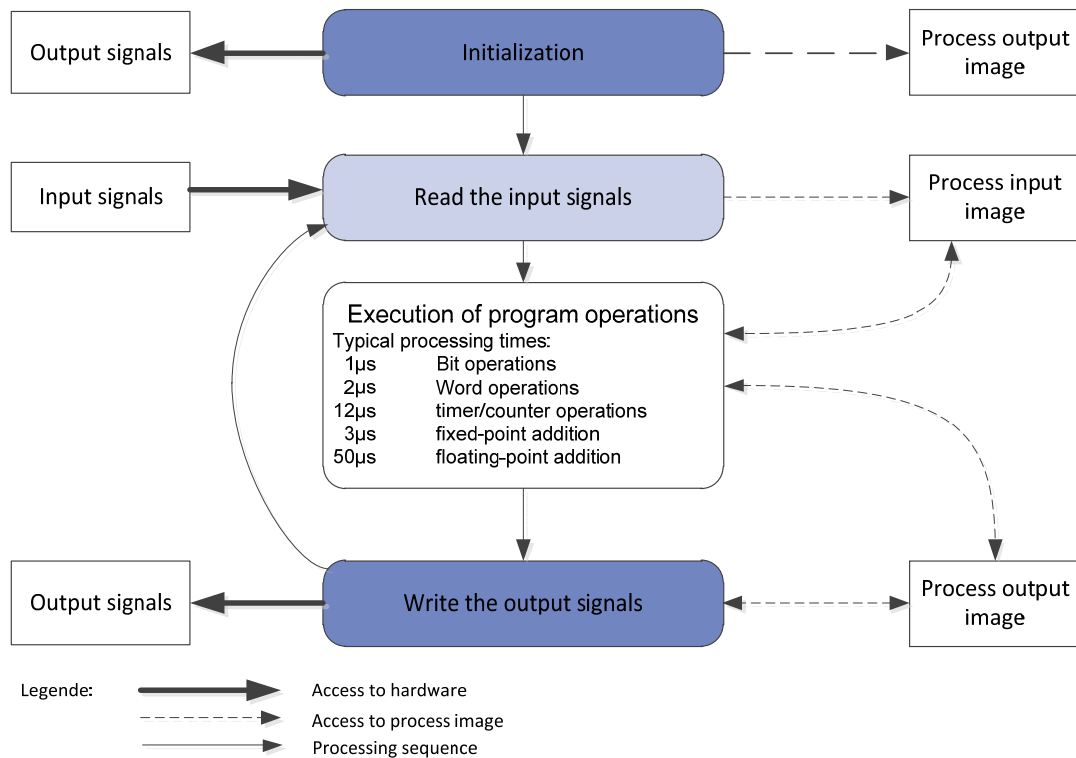 Output signals
Initialization
Process output
image
Input signals
Read the input signals
Process input
image
Execution of program operations
Typical processing times:
1µs Bit operations
2µs Word operations
12µs timer/counter operations
3µs fixed-point addition
50µs floating-point addition
Output signals
Write the output signals
Process output
image
Legende:
Access to hardware
Access to process image
Processing sequence